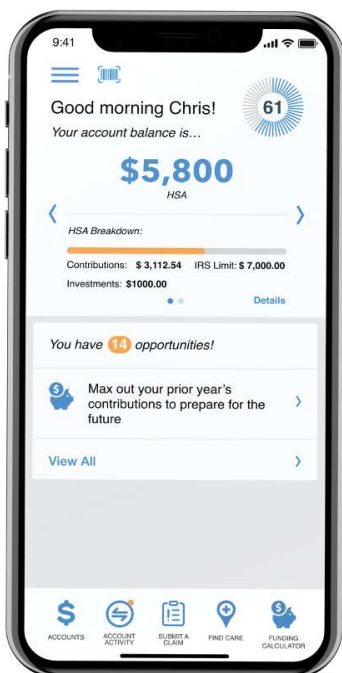 9:41
Good morning Chris!
61
Your account balance is...
$5,800
HSA
HSA Breakdown:
Contributions: $ 3,112.54 IRS Limit: $ 7,000.00
Investments: $1000.00
Details
You have 14 opportunities!
Max out your prior year's
contributions to prepare for the
future
View All
ACCOUNTS
ACCOUNT
ACTIVITY
SUBMIT A
CLAIM
FIND CARE
FUNDING
CALCULATOR